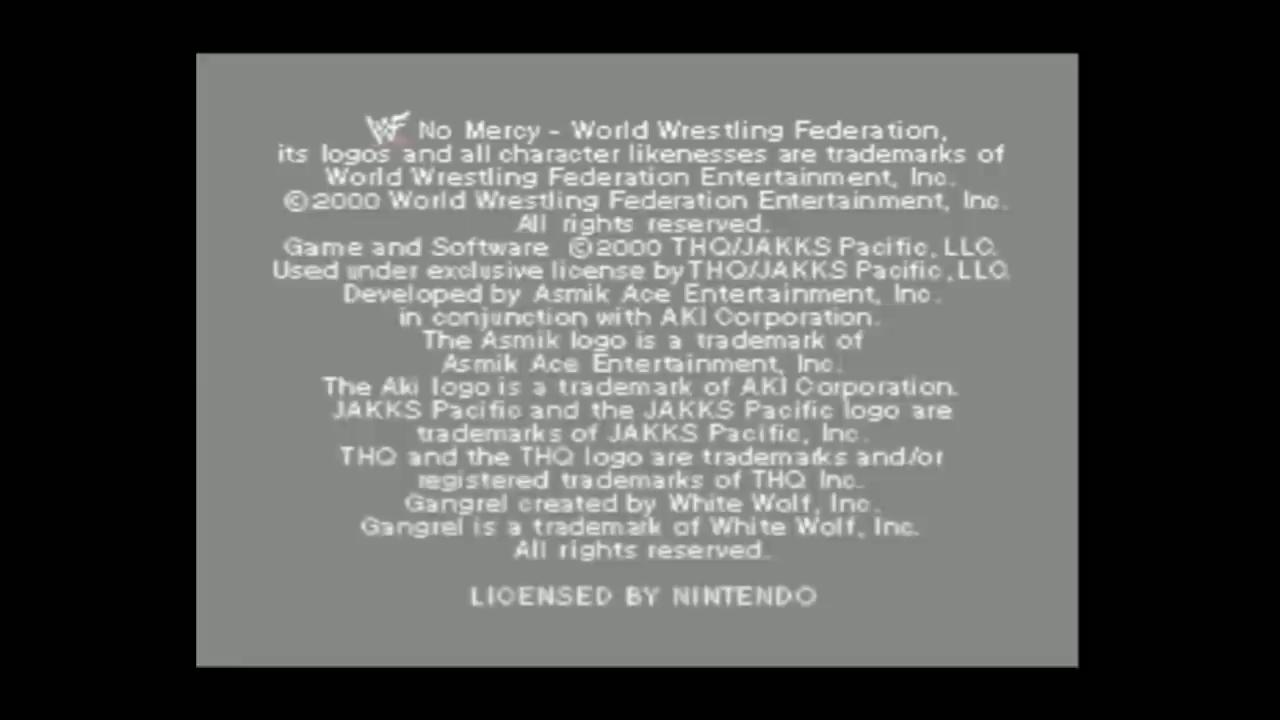 WF No Mercy - World Wrestling Federation,
its logos and all character likenesses are trademarks of
World Wrestling Federation Entertainment, Inc.
©2000 World Wrestling Federation Entertainment, Inc.
All rights reserved.
Game and Software ©2000 THQ/JAKKS Pacific, LLC.
Used under exclusive license by THQ/JAKKS Pacific, LLC.
Developed by Asmik Ace Entertainment, Inc.
in conjunction with AKI Corporation.
The Asmik logo is a trademark of
Asmik Ace Entertainment, Inc.
The Aki logo is a trademark of AKI Corporation.
JAKKS Pacific and the JAKKS Pacific logo are
trademarks of JAKKS Pacific, Inc.
THQ and the THQ logo are trademarks and/or
registered trademarks of THQ Inc.
Gangrel created by White Wolf, Inc.
Gangrel is a trademark of White Wolf, Inc.
All rights reserved.
LICENSED BY NINTENDO